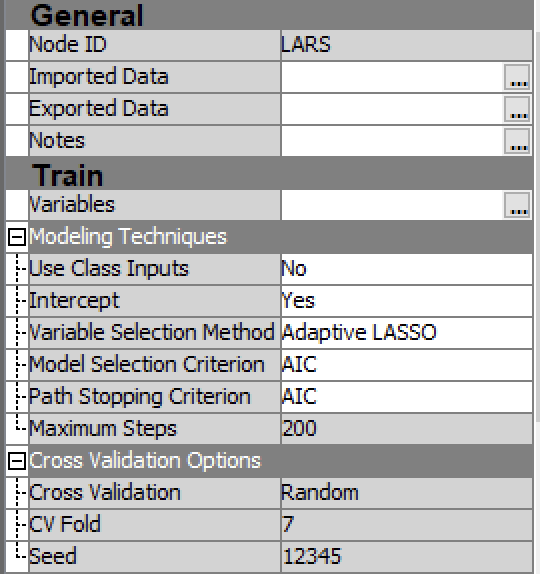 General
Node ID LARS
Imported Data ...
Exported Data ...
Notes ...
Train
Variables ...
Modeling Techniques
Use Class Inputs No
Intercept Yes
Variable Selection Method Adaptive LASSO
Model Selection Criterion AIC
Path Stopping Criterion AIC
Maximum Steps 200
Cross Validation Options
Cross Validation Random
CV Fold 7
Seed 12345